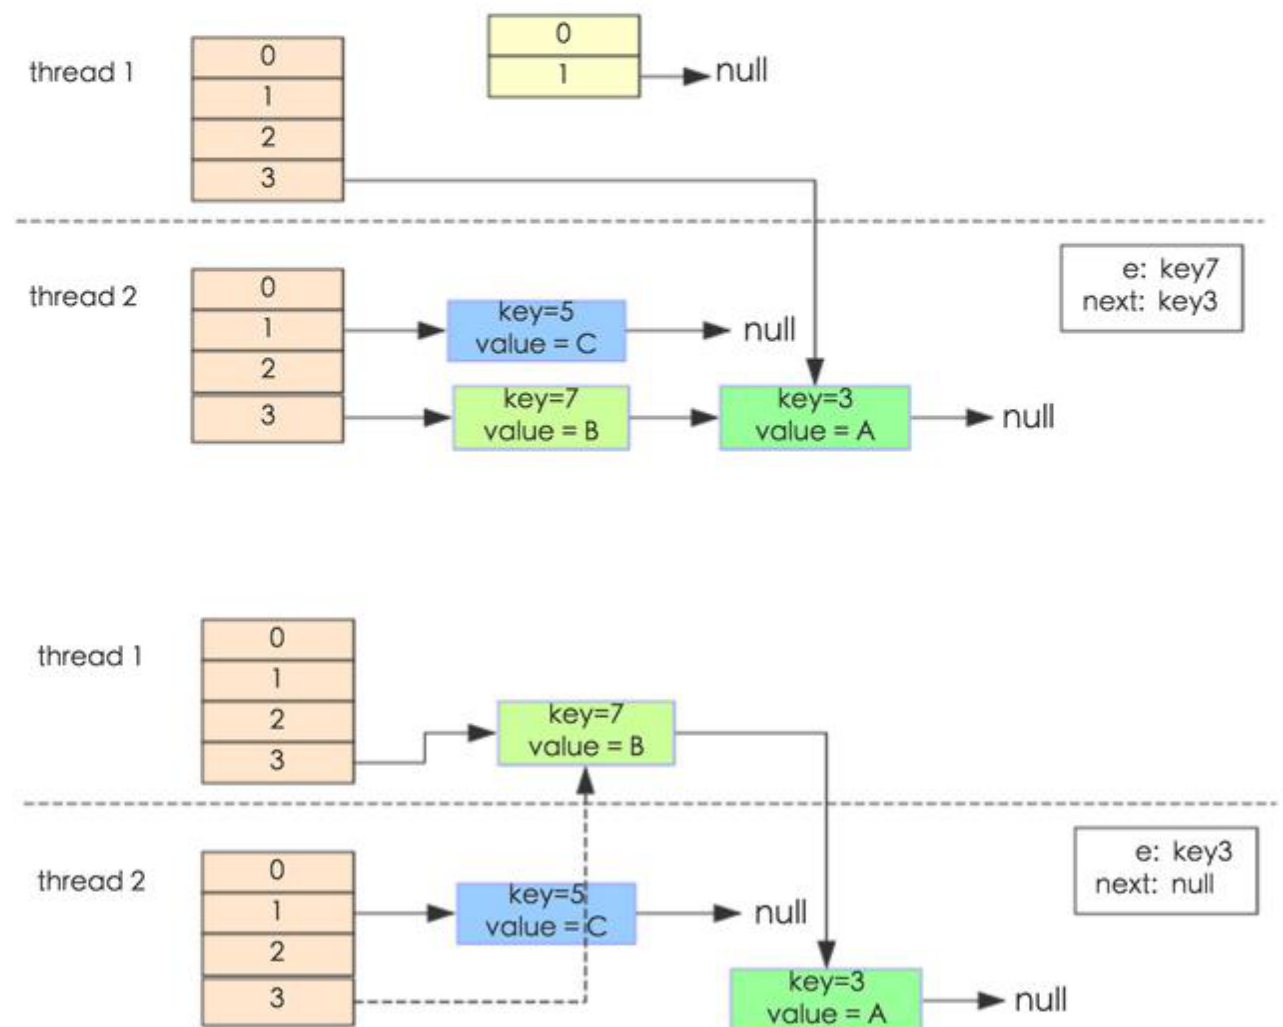 thread 1
0
1
2
3
0
1
null
thread 2
0
1
2
3
key=5
value = C
null
key=7
value = B
key=3
value = A
null
e: key7
next: key3
thread 1
0
1
2
3
key=7
value = B
thread 2
0
1
2
3
key=5
value = C
null
key=3
value = A
null
e: key3
next: null